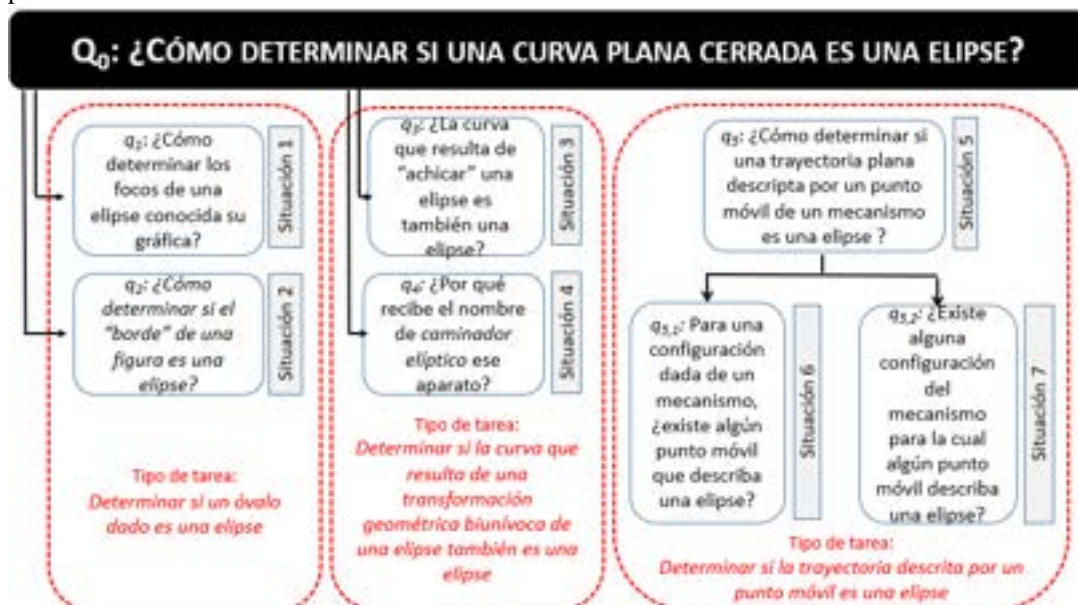 Q0: ¿CÓMO DETERMINAR SI UNA CURVA PLANA CERRADA ES UNA ELIPSE?
q1: ¿Cómo
determinar los
focos de una
elipse conocida su
gráfica?
Situación 1
q2: ¿Cómo
determinar si el
"borde" de una
figura es una
elipse?
Situación 2
Tipo de tarea:
Determinar si un óvalo
dado es una elipse
q3: ¿La curva
que resulta de
"achicar" una
elipse es
también una
elipse?
Situación 3
q4: ¿Por qué
recibe el nombre
de caminador
elíptico ese
aparato?
Situación 4
Tipo de tarea:
Determinar si la curva que
resulta de una
transformación
geométrica biunívoca de
una elipse también es una
elipse
q5: ¿Cómo determinar si
una trayectoria plana
descripta por un punto
móvil de un mecanismo
es una elipse ?
Situación 5
q5,1: Para una
configuración
dada de un
mecanismo,
¿existe algún
punto móvil
que describa
una elipse?
Situación 6
q5,2: ¿Existe
alguna
configuración
del
mecanismo
para la cual
algún punto
móvil describa
una elipse?
Situación 7
Tipo de tarea:
Determinar si la trayectoria descrita por un
punto móvil es una elipse